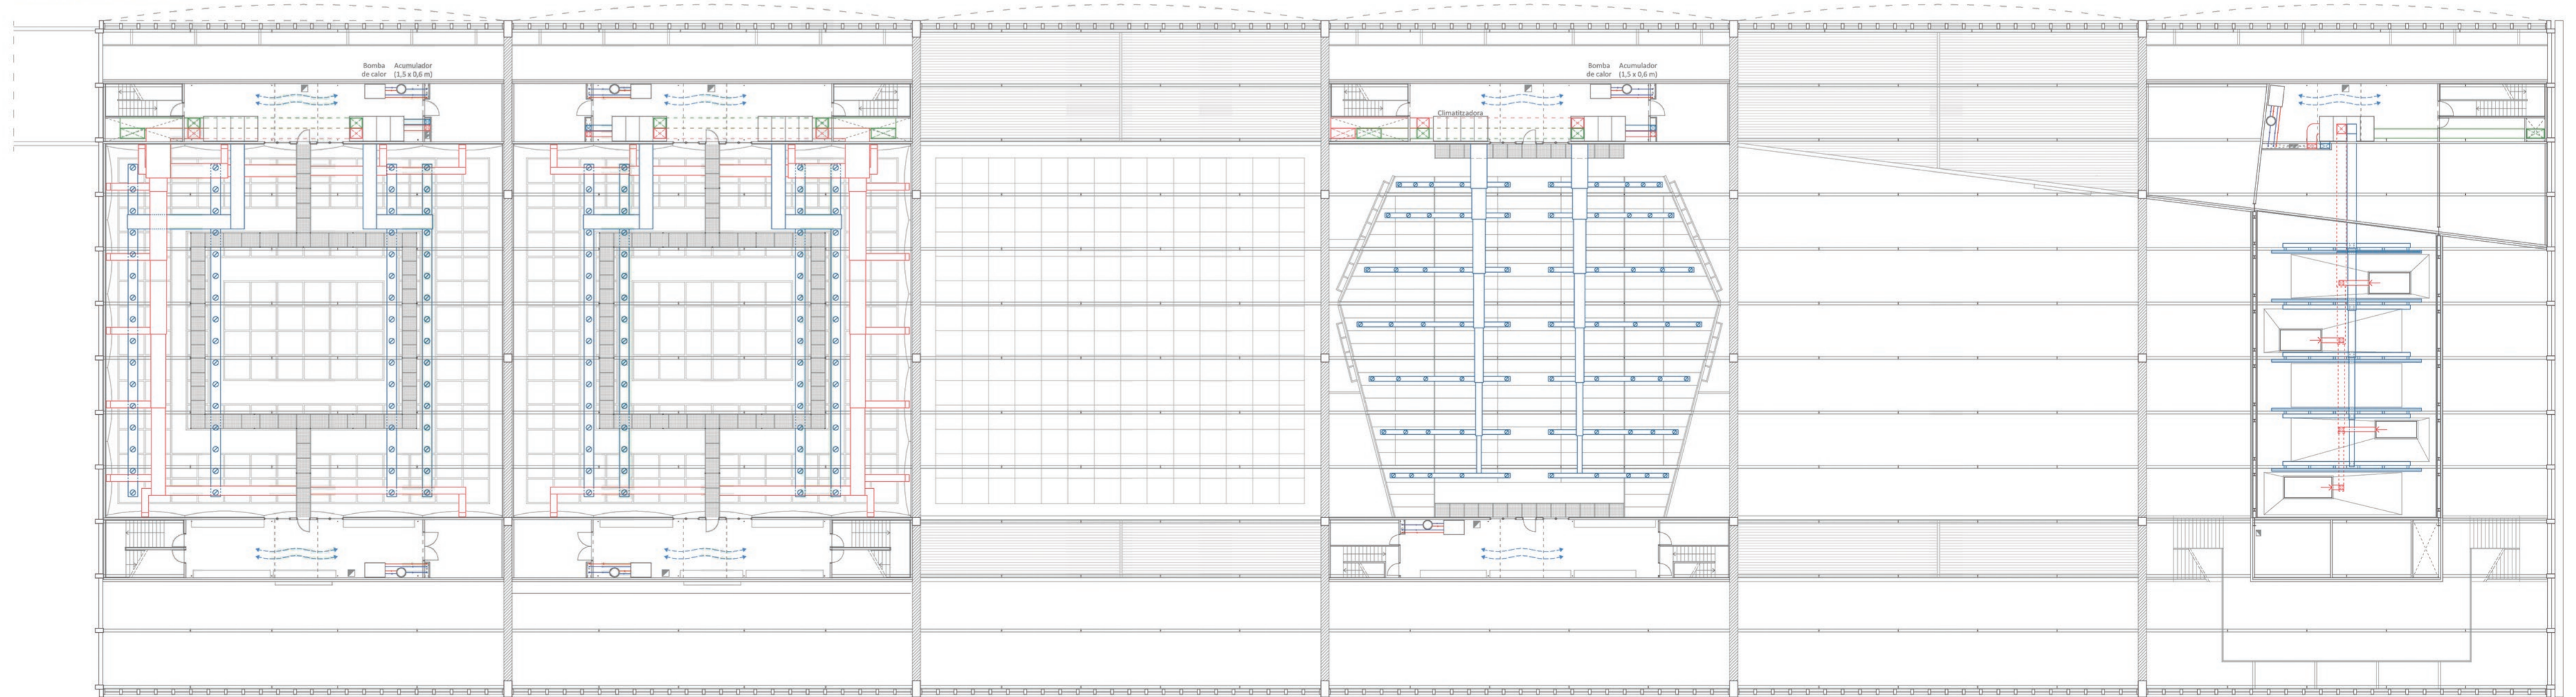 Bomba Acumulador
de calor (1,5 x 0,6 m)
Bomba Acumulador
de calor (1,5 x 0,6 m)
Climatitzadora